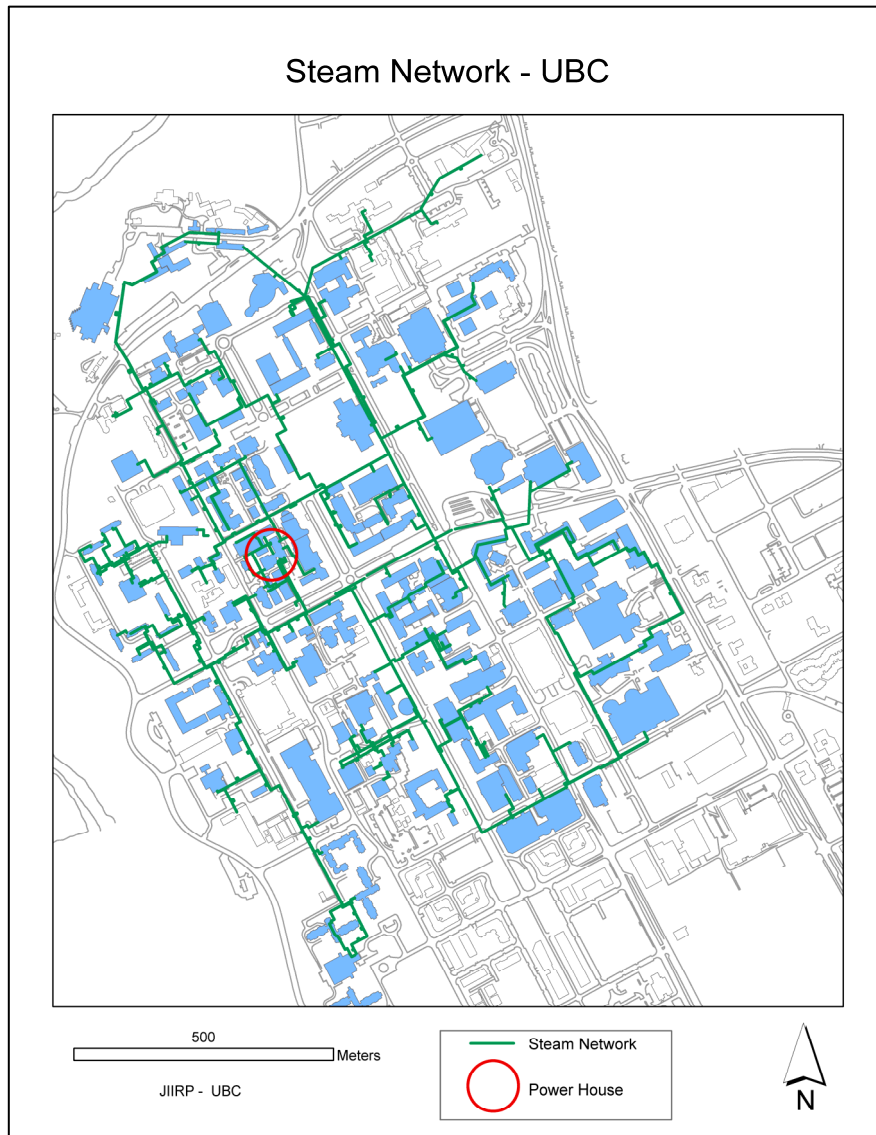 Steam Network - UBC
500
Meters
JIIRP - UBC
Steam Network
Power House
N